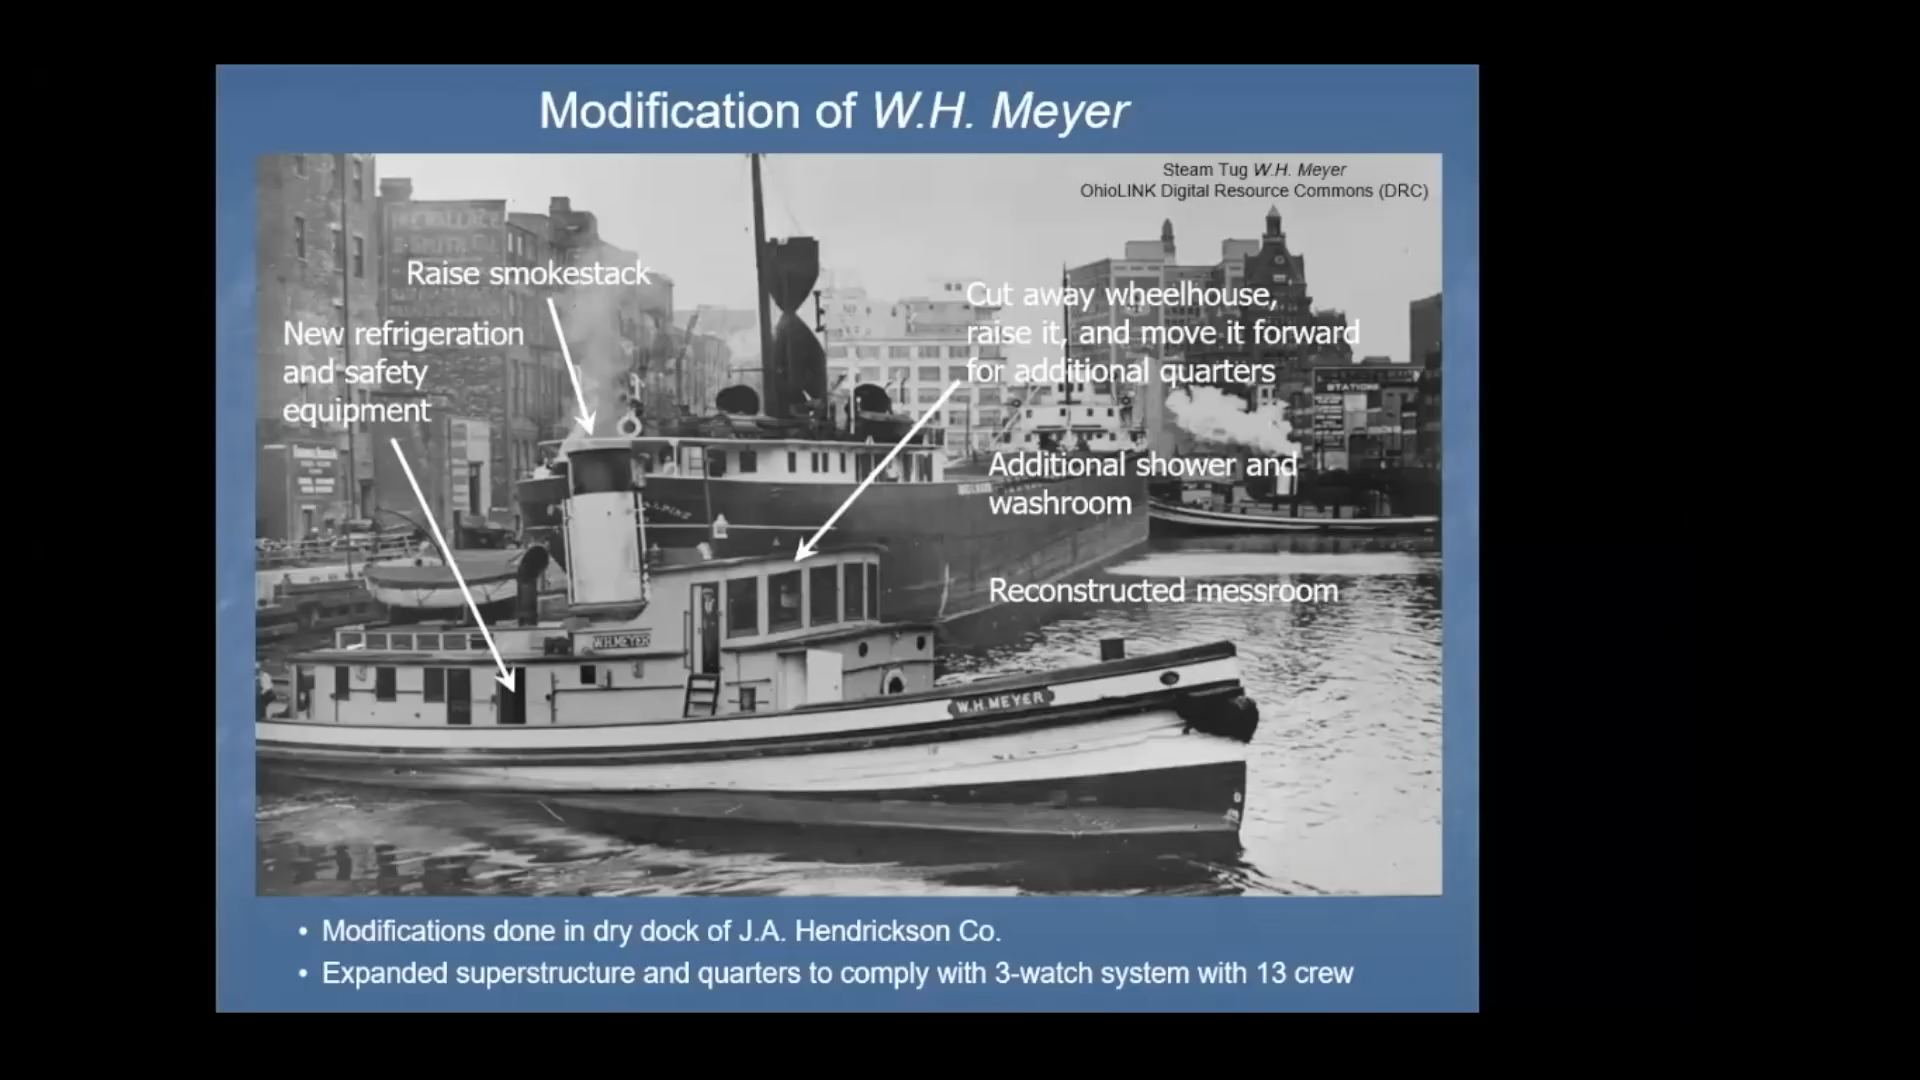 Modification of W.H. Meyer
Steam Tug W.H. Meyer
OhioLINK Digital Resource Commons (DRC)
Raise smokestack
New refrigeration
and safety
equipment
Cut away wheelhouse,
raise it, and move it forward
for additional quarters
STATIONS
Additional shower and
washroom
Reconstructed messroom
W.H.MEYER
W.H.MEYER
• Modifications done in dry dock of J.A. Hendrickson Co.
• Expanded superstructure and quarters to comply with 3-watch system with 13 crew